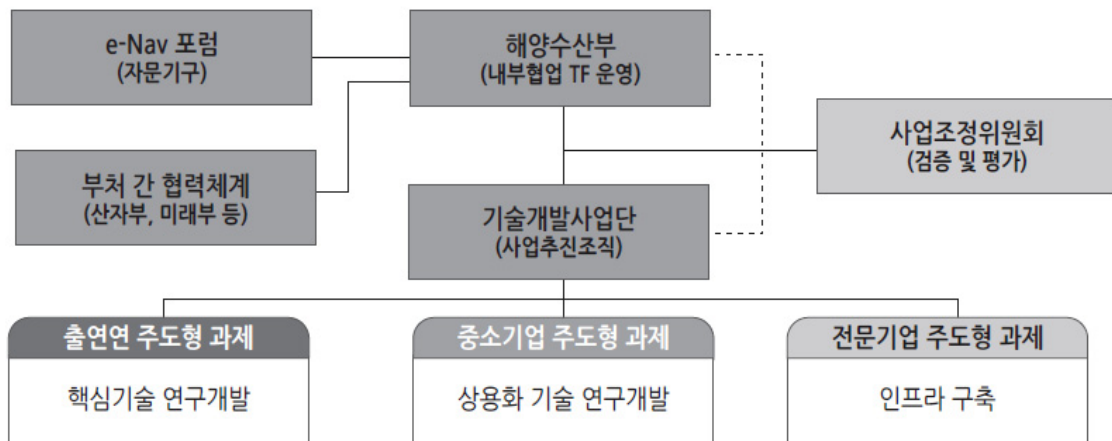 e-Nav 포럼
(자문기구)
해양수산부
(내부협업 TF 운영)
사업조정위원회
(검증 및 평가)
부처 간 협력체계
(산자부, 미래부 등)
기술개발사업단
(사업추진조직)
출연연 주도형 과제
핵심기술 연구개발
중소기업 주도형 과제
상용화 기술 연구개발
전문기업 주도형 과제
인프라 구축